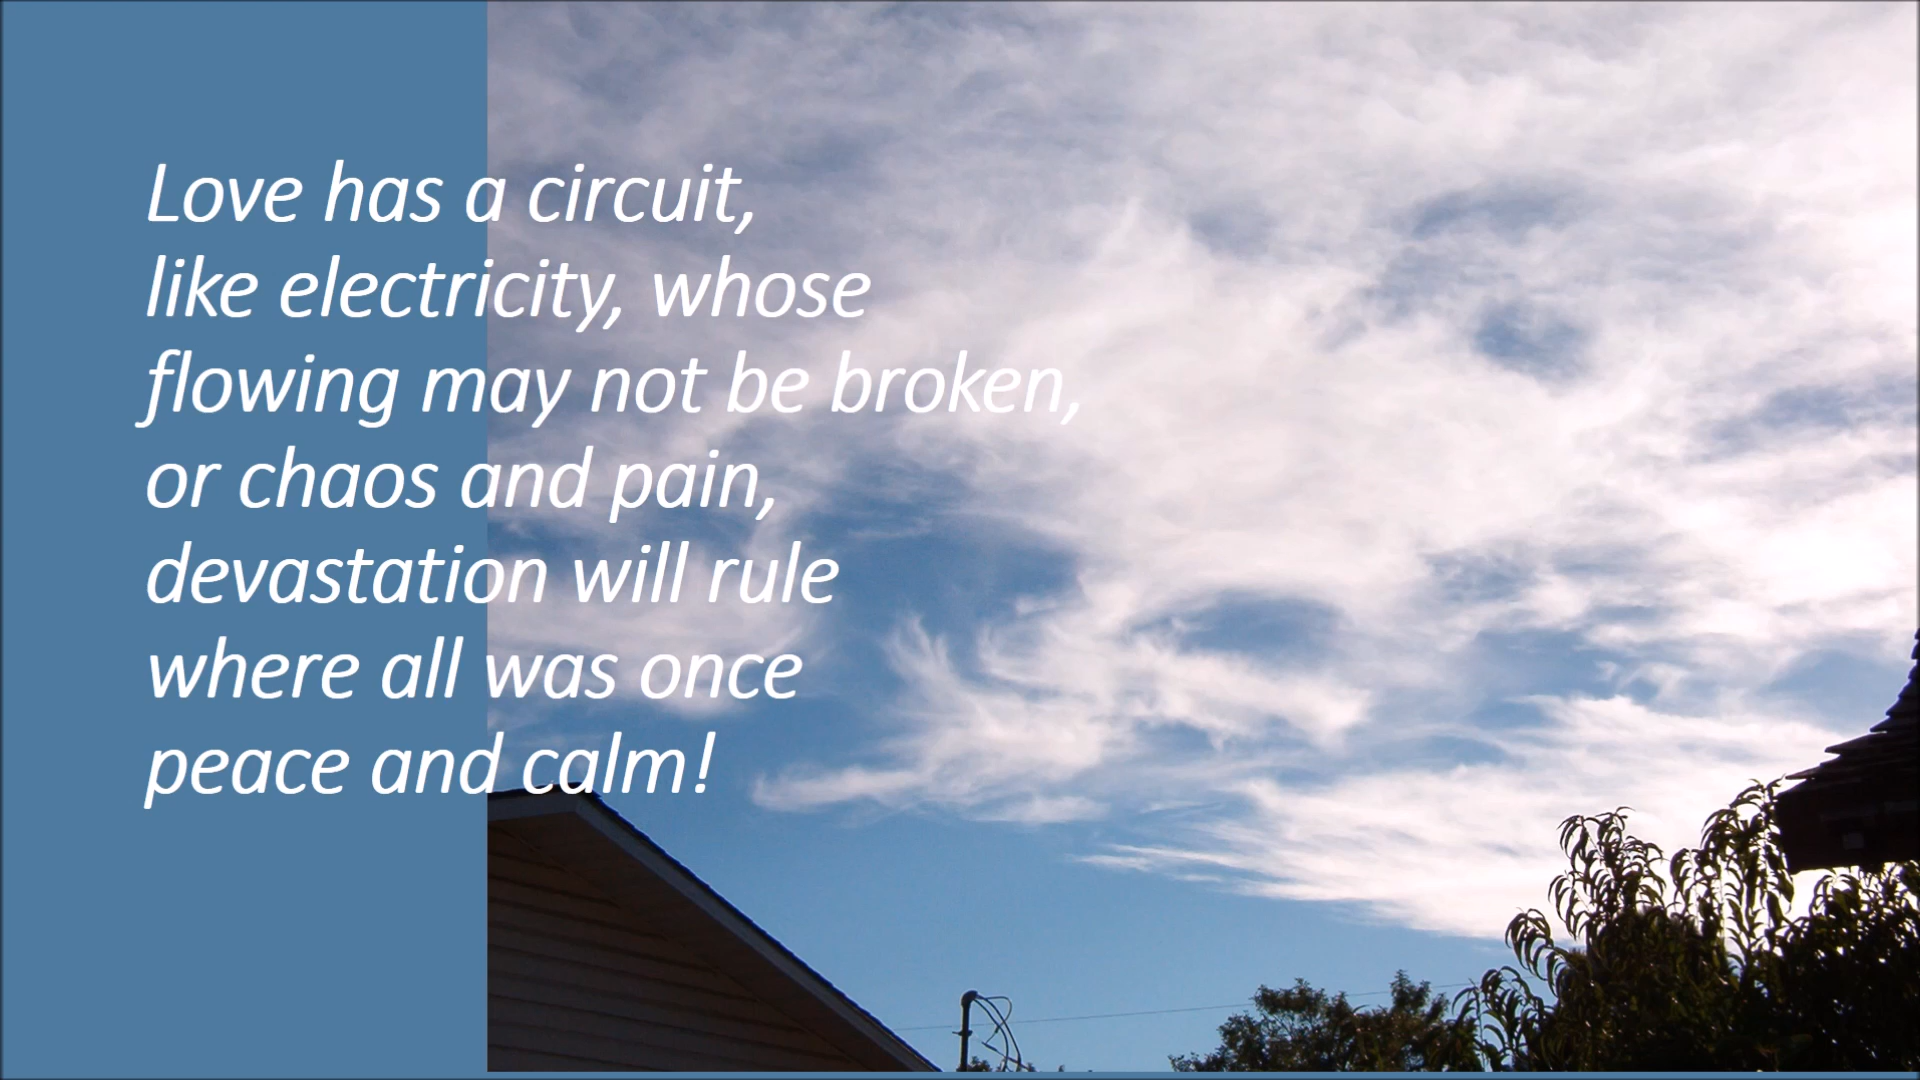 Love has a circuit,
like electricity, whose
flowing may not be broken,
or chaos and pain,
devastation will rule
where all was once
peace and calm!